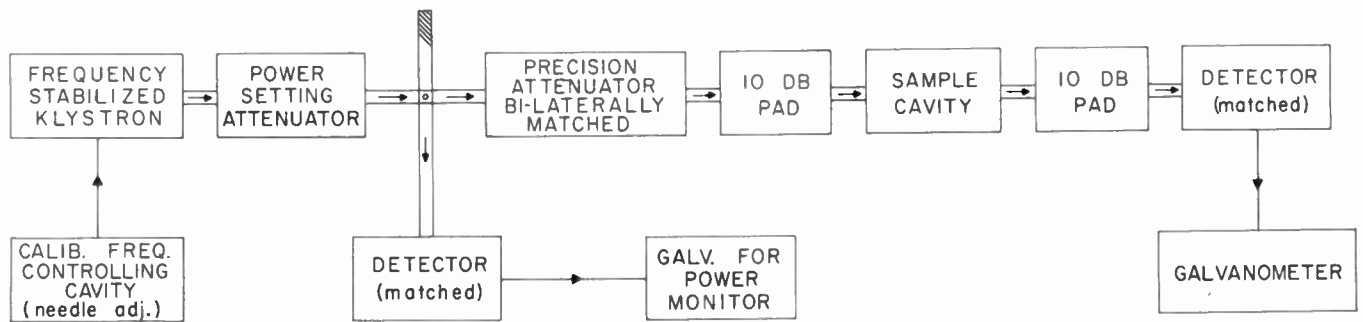 FREQUENCY
STABILIZED
KLYSTRON
POWER
SETTING
ATTENUATOR
PRECISION
ATTENUATOR
BI-LATERALLY
MATCHED
10 DB
PAD
SAMPLE
CAVITY
10 DB
PAD
DETECTOR
(matched)
CALIB. FREQ.
CONTROLLING
CAVITY
(needle adj.)
DETECTOR
(matched)
GALV. FOR
POWER
MONITOR
GALVANOMETER